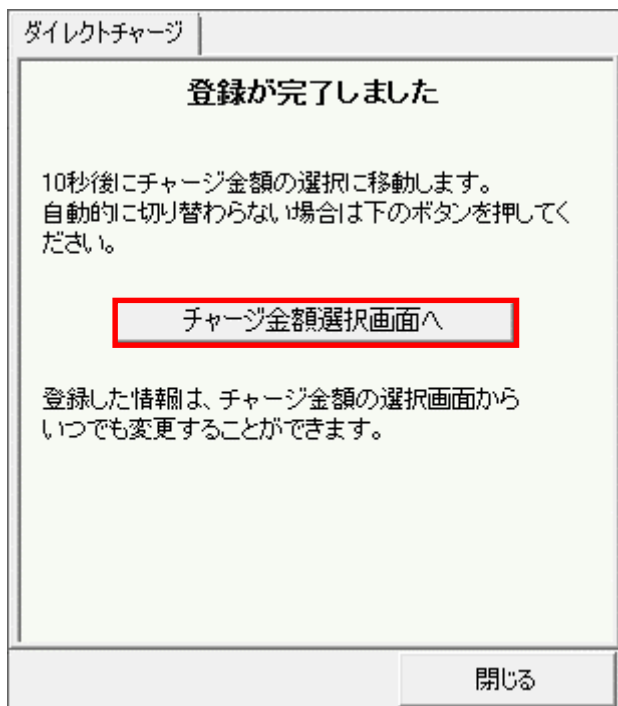 ダイレクトチャージ
登録が完了しました
10秒後にチャージ金額の選択に移動します。
自動的に切り替わらない場合は下のボタンを押してく
ださい。
チャージ金額選択画面へ
登録した情報は、チャージ金額の選択画面から
いつでも変更することができます。
閉じる